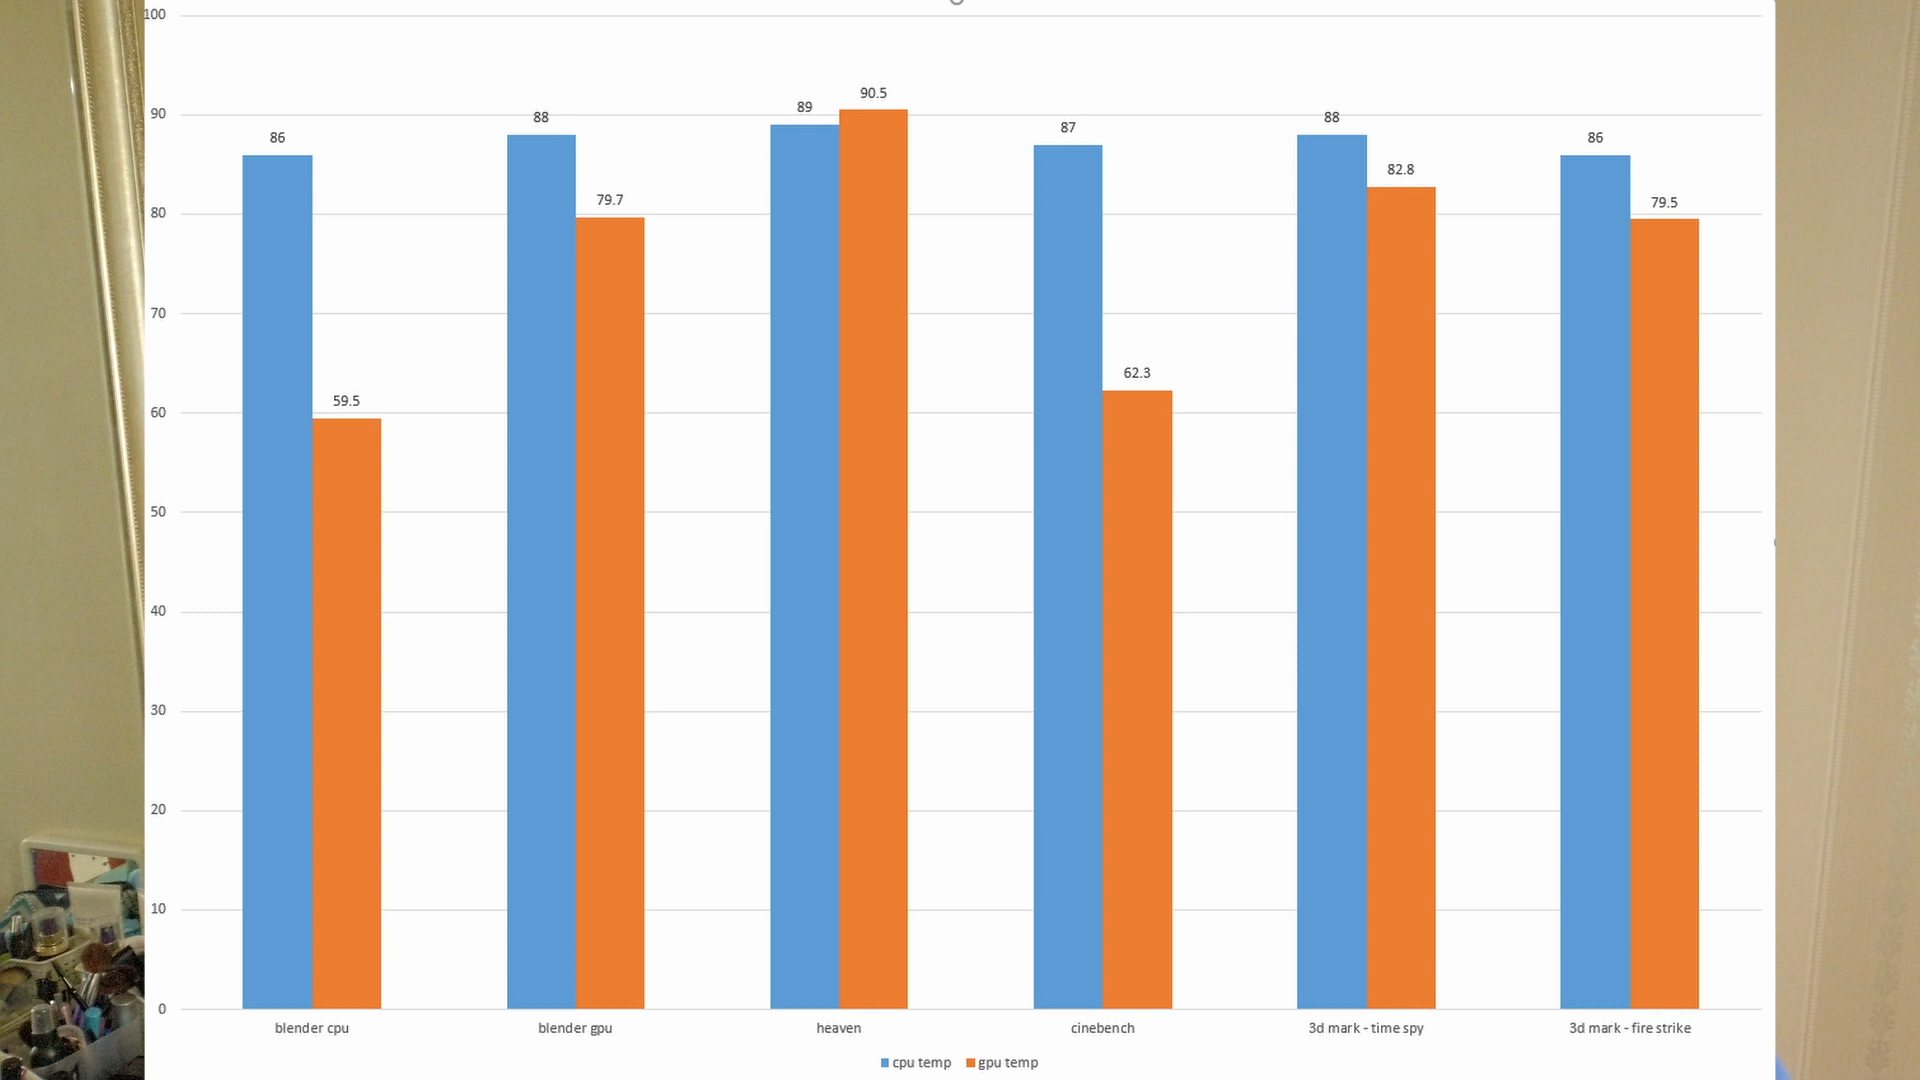 100
90
80
70
60
50
40
30
20
10
0
86
59.5
88
79.7
89
90.5
87
62.3
88
82.8
86
79.5
blender cpu
blender gpu
heaven
cinebench
3d mark - time spy
3d mark - fire strike
cpu temp
gpu temp